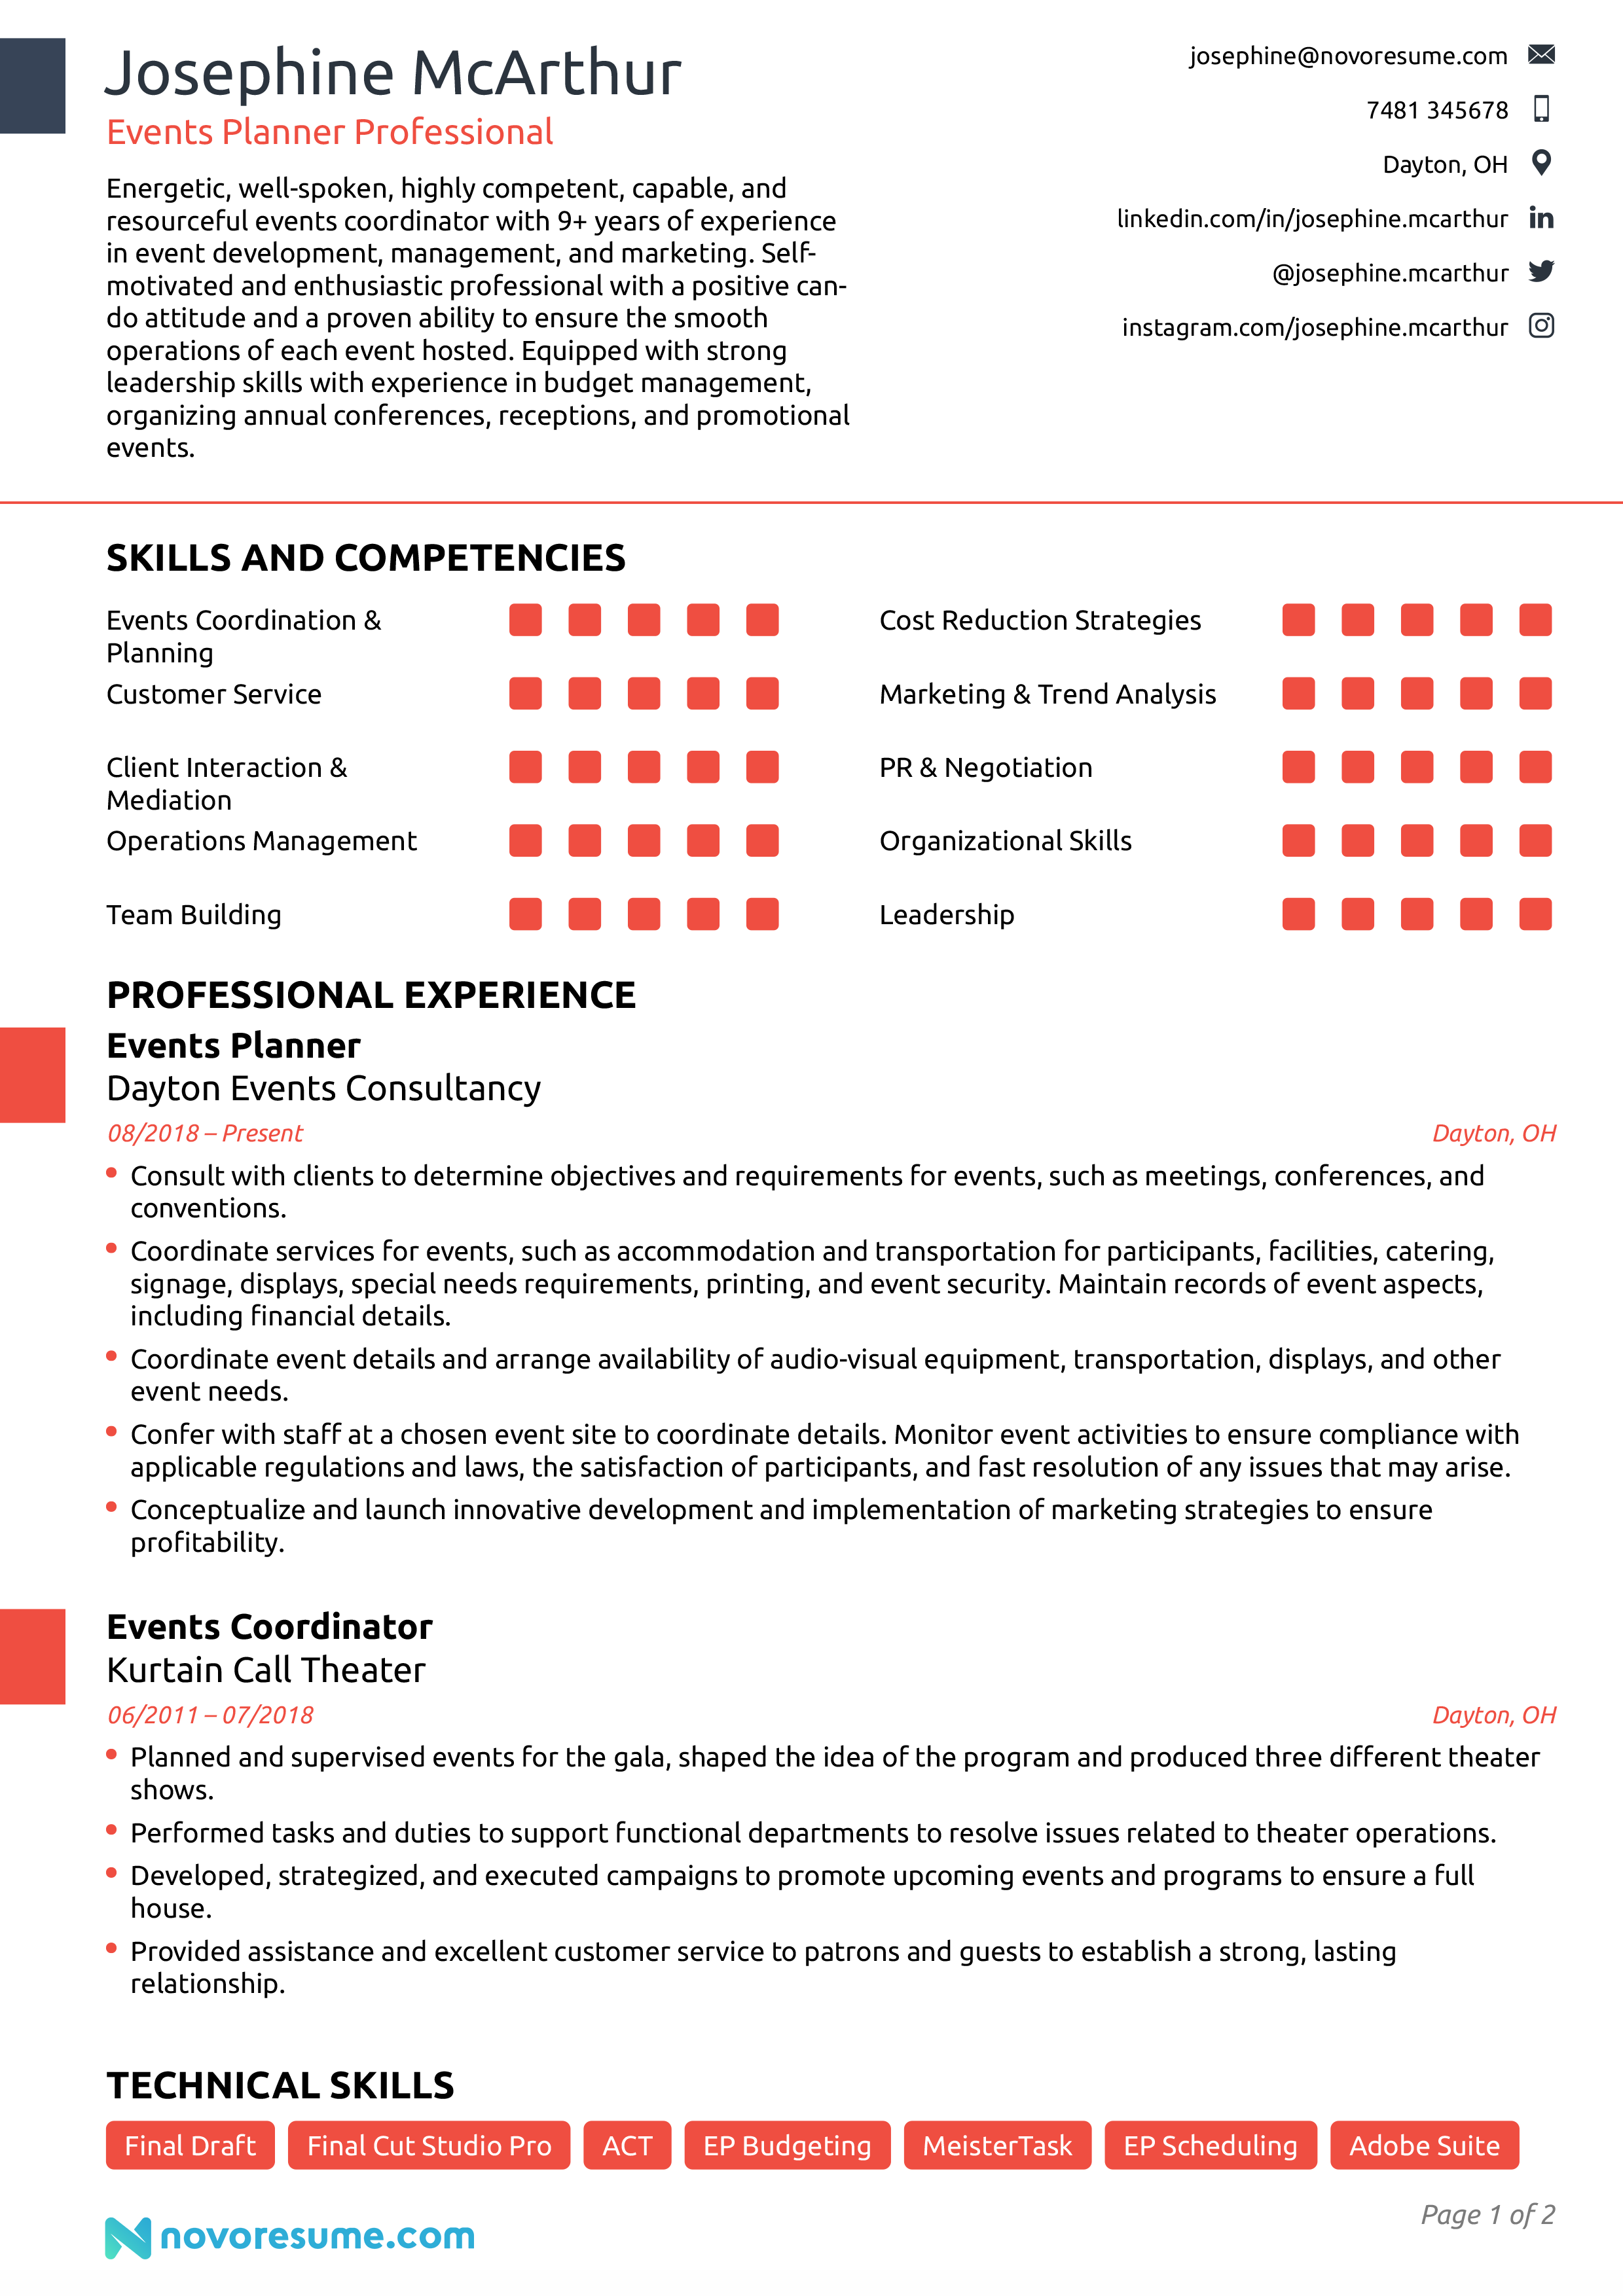 Josephine McArthur
Events Planner Professional
Energetic, well-spoken, highly competent, capable, and
resourceful events coordinator with 9+ years of experience
in event development, management, and marketing. Self-
motivated and enthusiastic professional with a positive can-
do attitude and a proven ability to ensure the smooth
operations of each event hosted. Equipped with strong
leadership skills with experience in budget management,
organizing annual conferences, receptions, and promotional
events.
josephine@novoresume.com
7481 345678
Dayton, OH
linkedin.com/in/josephine.mcarthur
@josephine.mcarthur
instagram.com/josephine.mcarthur
SKILLS AND COMPETENCIES
Events Coordination &
Planning
Customer Service
Client Interaction &
Mediation
Operations Management
Team Building
Cost Reduction Strategies
Marketing & Trend Analysis
PR & Negotiation
Organizational Skills
Leadership
PROFESSIONAL EXPERIENCE
Events Planner
Dayton Events Consultancy
08/2018 – Present
Dayton, OH
Consult with clients to determine objectives and requirements for events, such as meetings, conferences, and
conventions.
Coordinate services for events, such as accommodation and transportation for participants, facilities, catering,
signage, displays, special needs requirements, printing, and event security. Maintain records of event aspects,
including financial details.
Coordinate event details and arrange availability of audio-visual equipment, transportation, displays, and other
event needs.
Confer with staff at a chosen event site to coordinate details. Monitor event activities to ensure compliance with
applicable regulations and laws, the satisfaction of participants, and fast resolution of any issues that may arise.
Conceptualize and launch innovative development and implementation of marketing strategies to ensure
profitability.
Events Coordinator
Kurtain Call Theater
06/2011 – 07/2018
Dayton, OH
Planned and supervised events for the gala, shaped the idea of the program and produced three different theater
shows.
Performed tasks and duties to support functional departments to resolve issues related to theater operations.
Developed, strategized, and executed campaigns to promote upcoming events and programs to ensure a full
house.
Provided assistance and excellent customer service to patrons and guests to establish a strong, lasting
relationship.
TECHNICAL SKILLS
Final Draft
Final Cut Studio Pro
ACT
EP Budgeting
MeisterTask
EP Scheduling
Adobe Suite
novoresume.com
Page 1 of 2